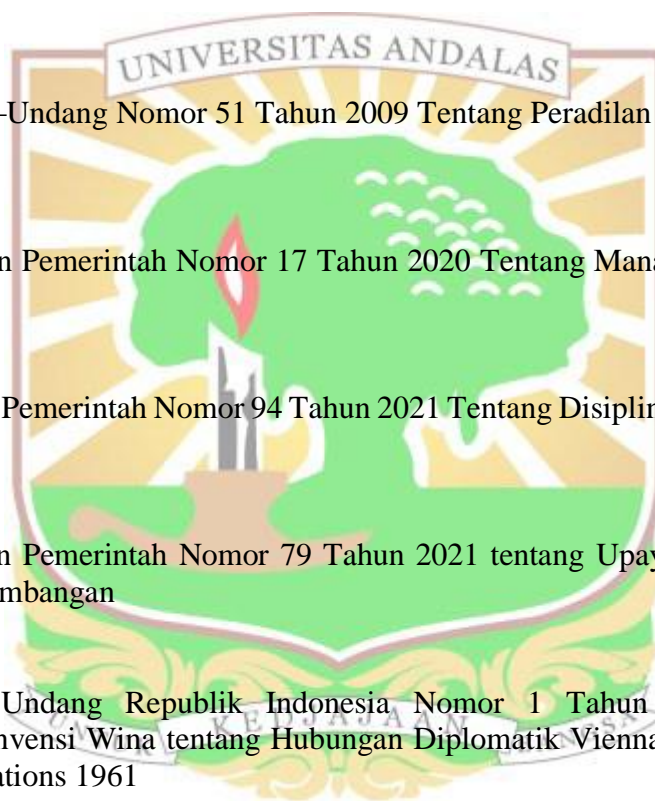 UNIVERSITAS ANDALAS
-Undang Nomor 51 Tahun 2009 Tentang Peradilan
n Pemerintah Nomor 17 Tahun 2020 Tentang Mana
Pemerintah Nomor 94 Tahun 2021 Tentang Disiplin
n Pemerintah Nomor 79 Tahun 2021 tentang Upay
mbangan
Undang Republik Indonesia Nomor 1 Tahun
KEDJAJAAN
nvensi Wina tentang Hubungan Diplomatik Vienna
ations 1961